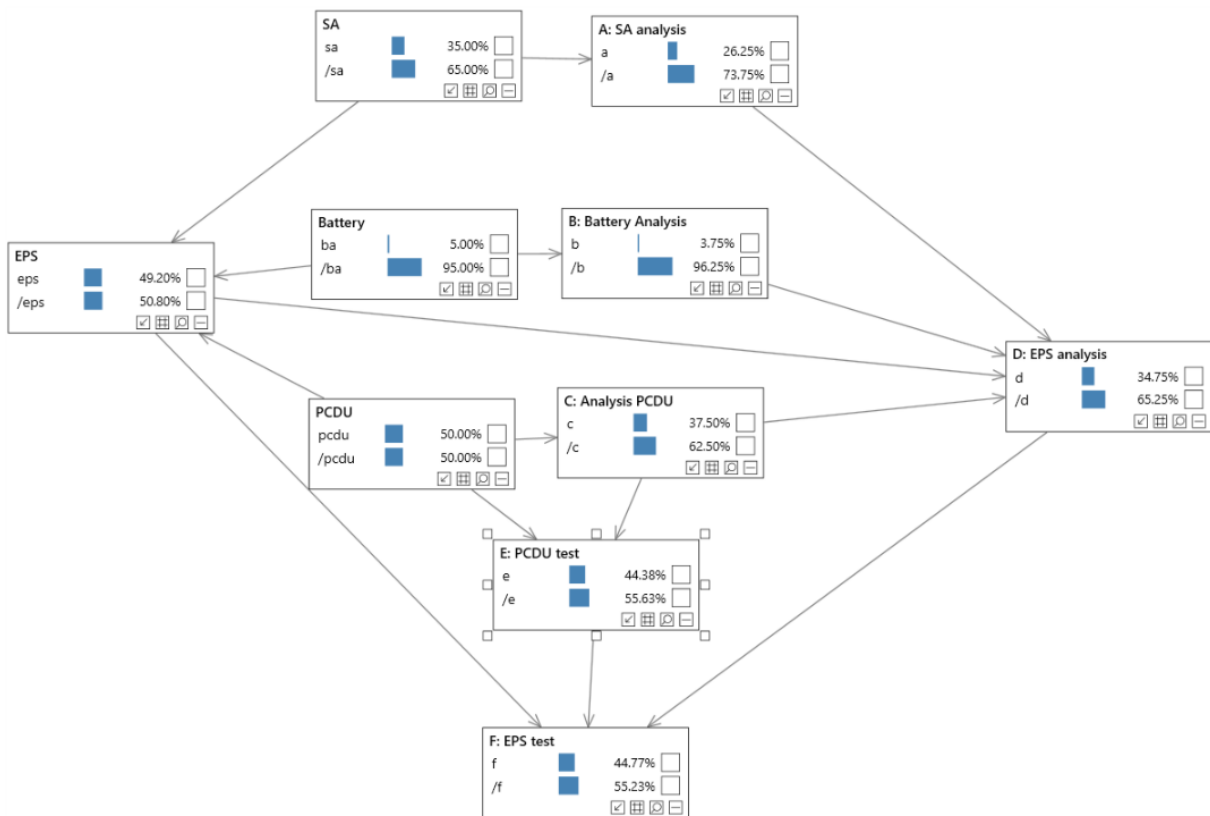 SA
sa 35.00%
/sa 65.00%
A: SA analysis
a 26.25%
/a 73.75%
Battery
ba 5.00%
/ba 95.00%
B: Battery Analysis
b 3.75%
/b 96.25%
EPS
eps 49.20%
/eps 50.80%
D: EPS analysis
d 34.75%
/d 65.25%
PCDU
pcdu 50.00%
/pcdu 50.00%
C: Analysis PCDU
c 37.50%
/c 62.50%
E: PCDU test
e 44.38%
/e 55.63%
F: EPS test
f 44.77%
/f 55.23%